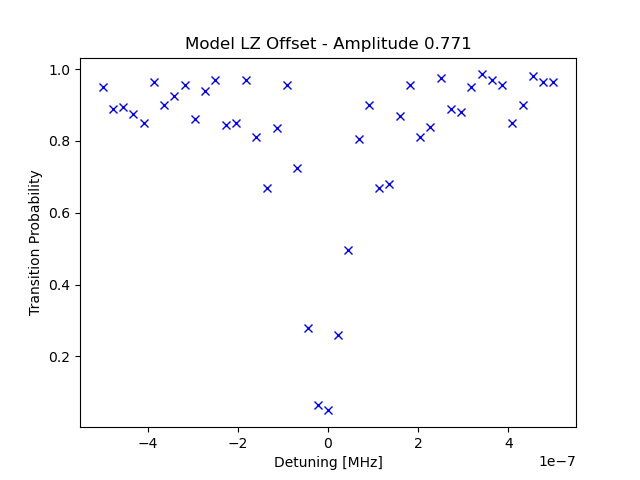 Model LZ Offset - Amplitude 0.771
Transition Probability
1.0
0.8
0.6
0.4
0.2
−4
−2
0
2
4
1e−7
Detuning [MHz]